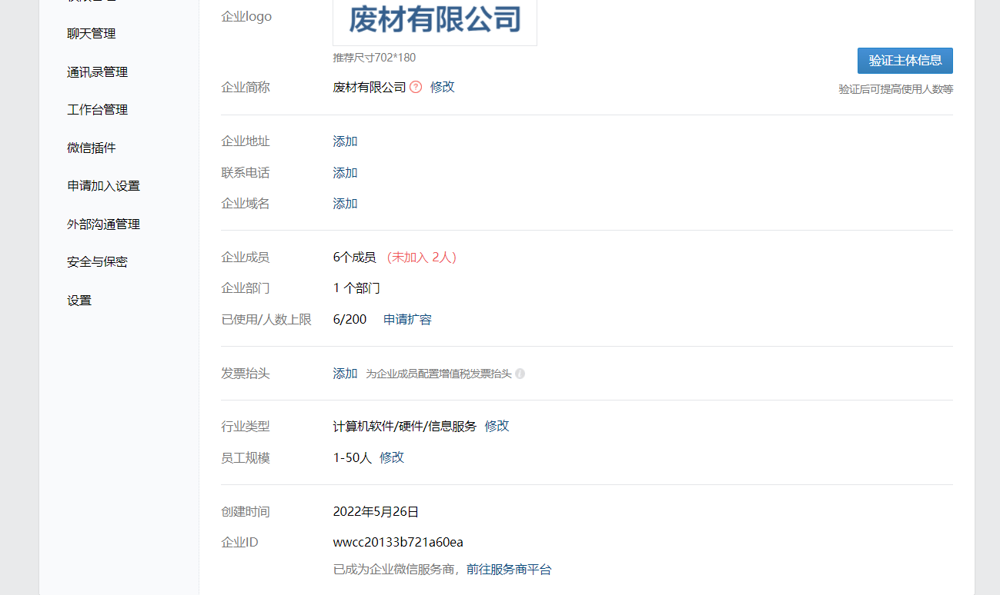 聊天管理
通讯录管理
工作台管理
微信插件
申请加入设置
外部沟通管理
安全与保密
设置
企业logo
废材有限公司
推荐尺寸702*180
验证主体信息
验证后可提高使用人数等
企业简称 废材有限公司 ? 修改
企业地址 添加
联系电话 添加
企业域名 添加
企业成员 6个成员 (未加入 2人)
企业部门 1 个部门
已使用/人数上限 6/200 申请扩容
发票抬头 添加 为企业成员配置增值税发票抬头 i
行业类型 计算机软件/硬件/信息服务 修改
员工规模 1-50人 修改
创建时间 2022年5月26日
企业ID wwcc20133b721a60ea
已成为企业微信服务商，前往服务商平台